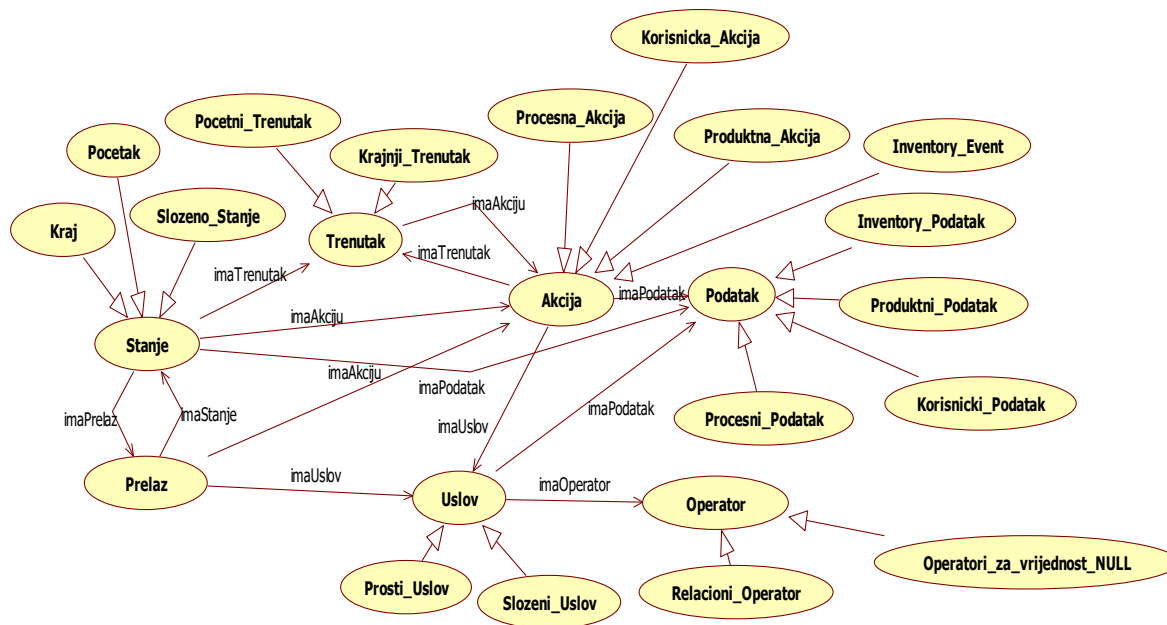 Korisnicka_Akcija
Pocetni_Trenutak
Procesna_Akcija
Produktna_Akcija
Inventory_Event
Pocetak
Krajnji_Trenutak
Slozeno_Stanje
imaAkciju
Inventory_Podatak
Kraj
Trenutak
imaTrenutak
imaTrenutak
Akcija
imaPodatak
Podatak
Produktni_Podatak
imaAkciju
Stanje
imaAkciju
imaPodatak
imaPodatak
Korisnicki_Podatak
imaPrelaz
imaStanje
imaUslov
Procesni_Podatak
Prelaz
imaUslov
Uslov
imaOperator
Operator
Operatori_za_vrijednost_NULL
Prosti_Uslov
Slozeni_Uslov
Relacioni_Operator